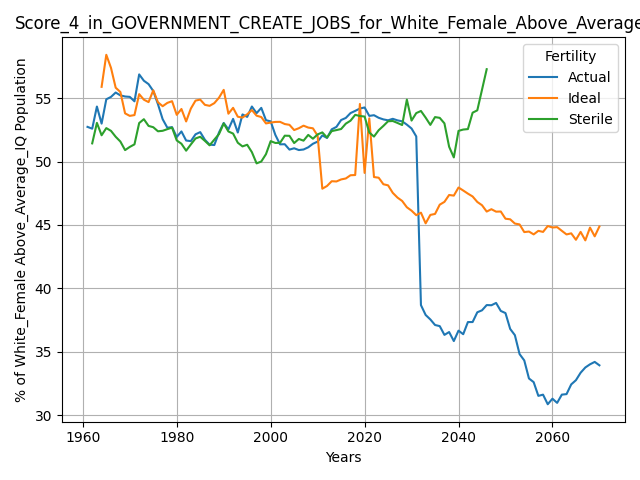 Score_4_in_GOVERNMENT_CREATE_JOBS_for_White_Female_Above_Average
% of White_Female Above_Average_IQ Population
55
50
45
40
35
30
1960
1980
2000
2020
2040
2060
Years
Fertility
Actual
Ideal
Sterile